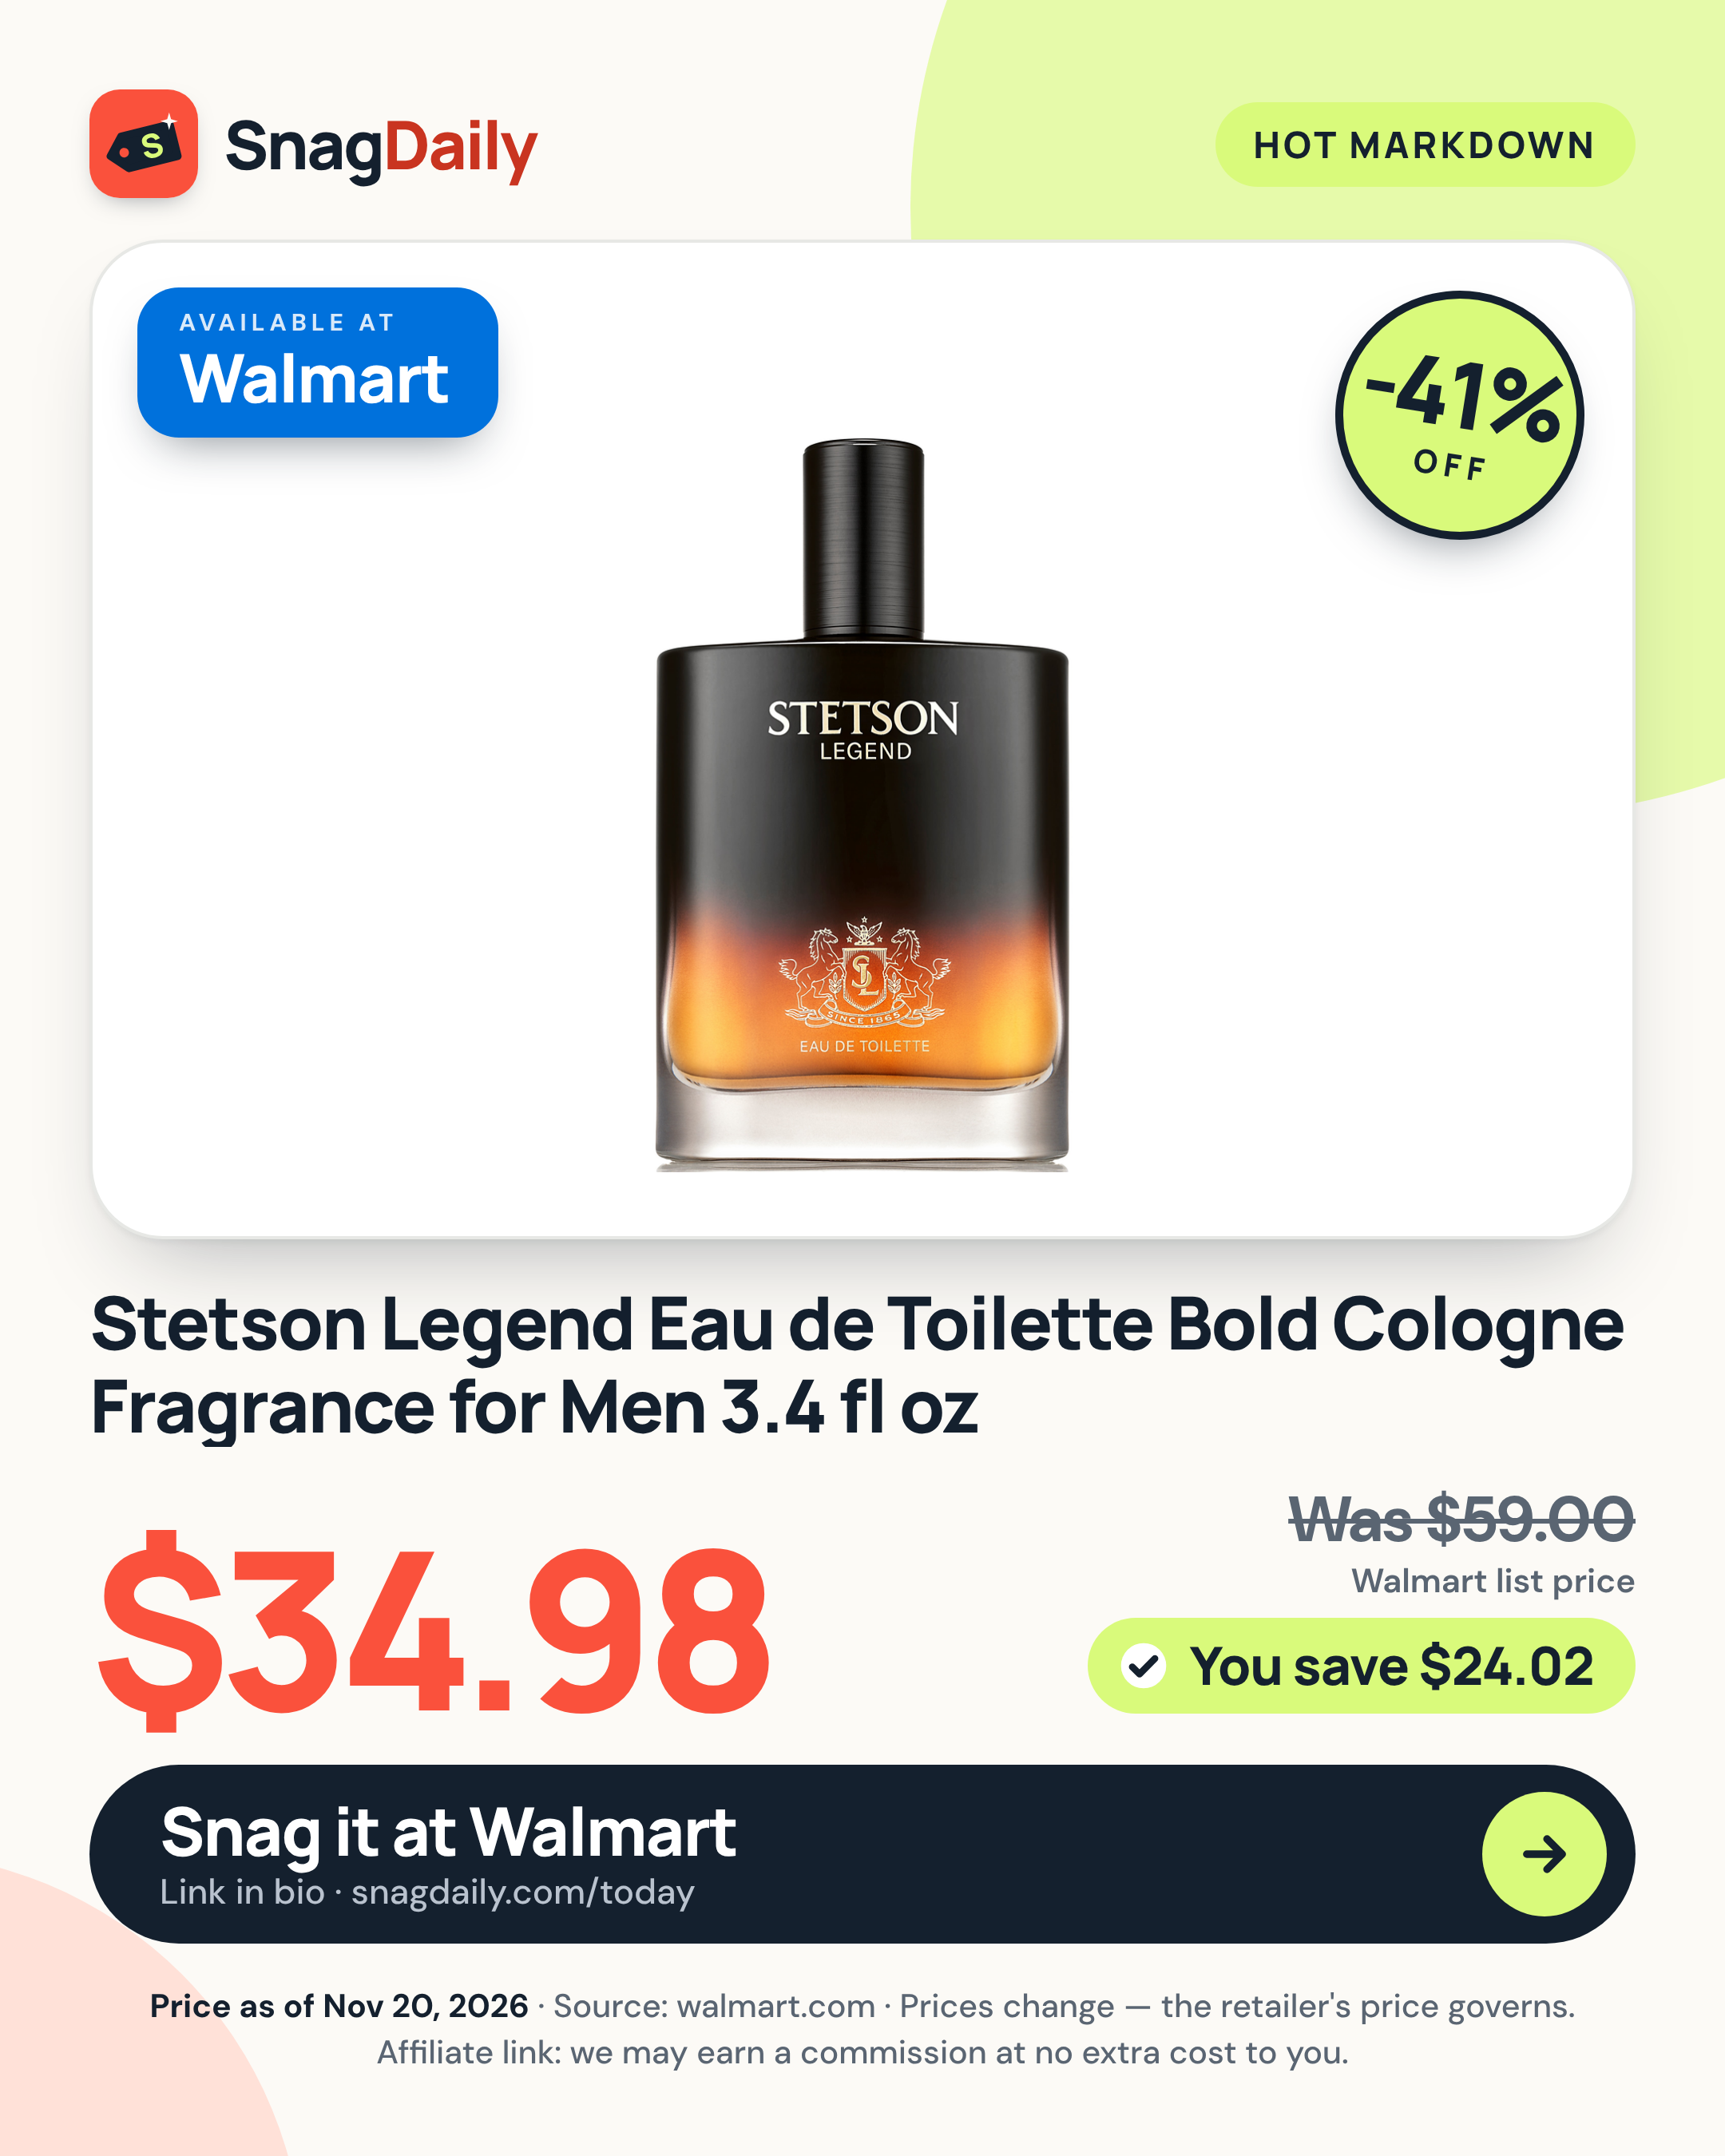 S
SnagDaily
HOT MARKDOWN
AVAILABLE AT
Walmart
-41%
OFF
STETSON
LEGEND
SL
SINCE 1865
EAU DE TOILETTE
Stetson Legend Eau de Toilette Bold Cologne
Fragrance for Men 3.4 fl oz
$34.98
Was $59.00
Walmart list price
You save $24.02
Snag it at Walmart
Link in bio · snagdaily.com/today
Price as of Nov 20, 2026 · Source: walmart.com · Prices change — the retailer's price governs.
Affiliate link: we may earn a commission at no extra cost to you.